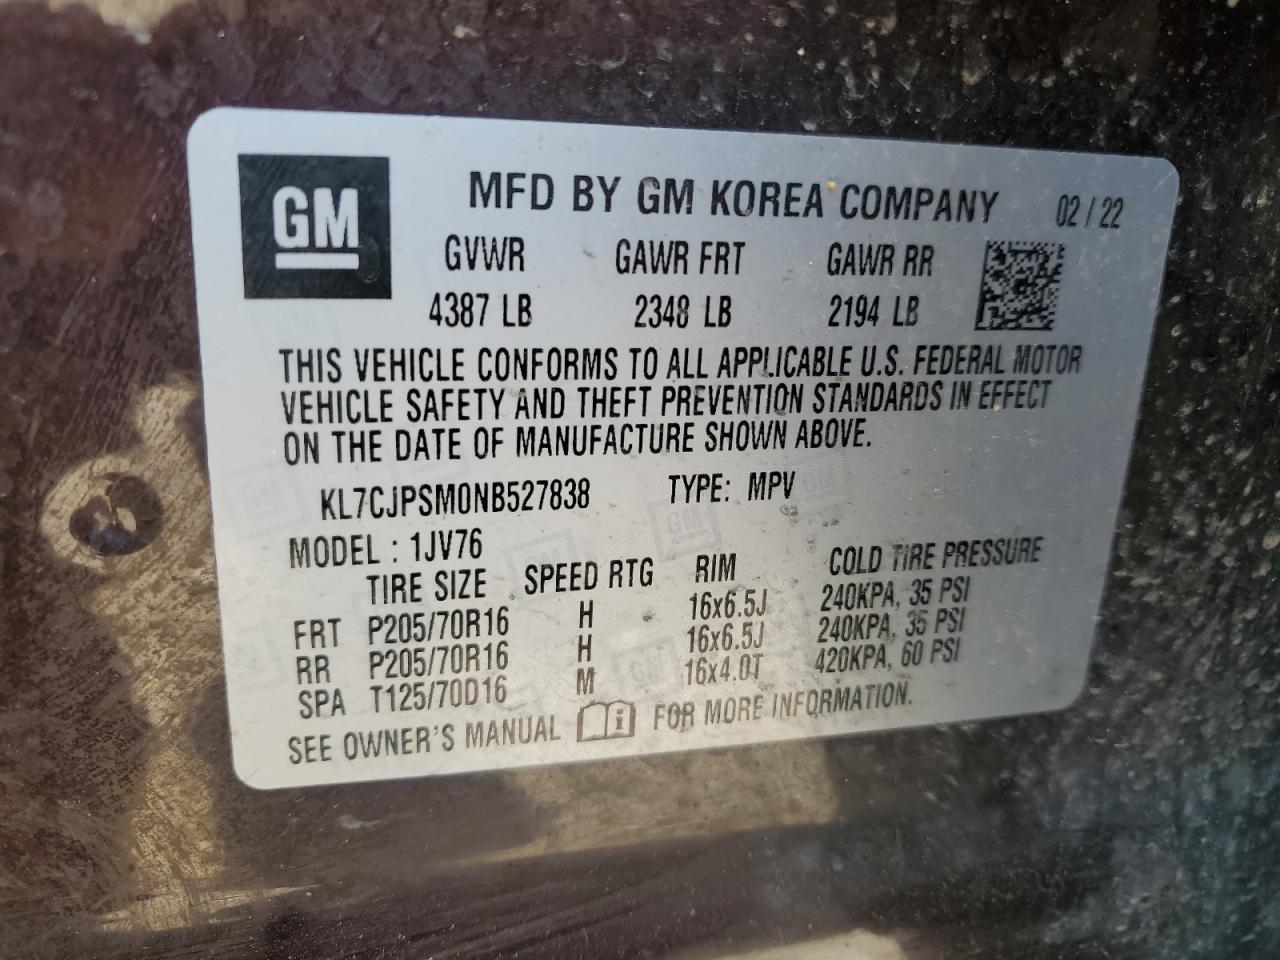 GM
MFD BY GM KOREA COMPANY 02 / 22
GVWR GAWR FRT GAWR RR
4387 LB 2348 LB 2194 LB
THIS VEHICLE CONFORMS TO ALL APPLICABLE U.S. FEDERAL MOTOR
VEHICLE SAFETY AND THEFT PREVENTION STANDARDS IN EFFECT
ON THE DATE OF MANUFACTURE SHOWN ABOVE.
KL7CJPSM0NB527838 TYPE: MPV
MODEL : 1JV76
TIRE SIZE SPEED RTG RIM COLD TIRE PRESSURE
FRT P205/70R16 H 16x6.5J 240KPA, 35 PSI
RR P205/70R16 H 16x6.5J 240KPA, 35 PSI
SPA T125/70D16 M 16x4.0T 420KPA, 60 PSI
SEE OWNER'S MANUAL FOR MORE INFORMATION.